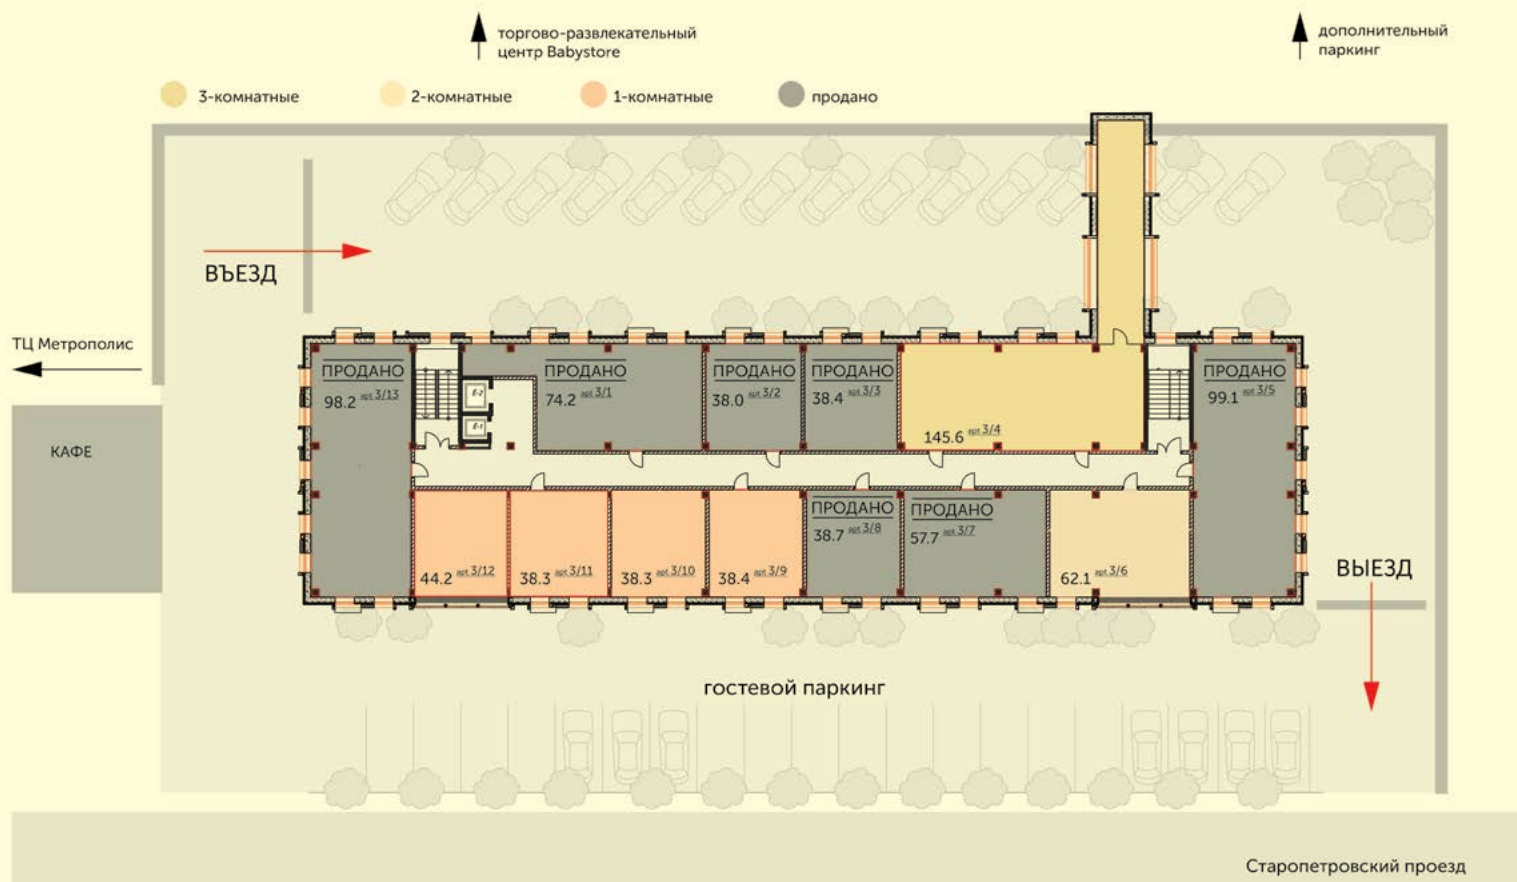 торгово-развлекательный
центр Babystore
дополнительный
паркинг
3-комнатные
2-комнатные
1-комнатные
продано
ВЪЕЗД
ТЦ Метрополис
КАФЕ
ПРОДАНО
98.2 apt 3/13
ПРОДАНО
74.2 apt 3/1
ПРОДАНО
38.0 apt 3/2
ПРОДАНО
38.4 apt 3/3
145.6 apt 3/4
ПРОДАНО
99.1 apt 3/5
44.2 apt 3/12
38.3 apt 3/11
38.3 apt 3/10
38.4 apt 3/9
ПРОДАНО
38.7 apt 3/8
ПРОДАНО
57.7 apt 3/7
62.1 apt 3/6
ВЫЕЗД
гостевой паркинг
Старопетровский проезд